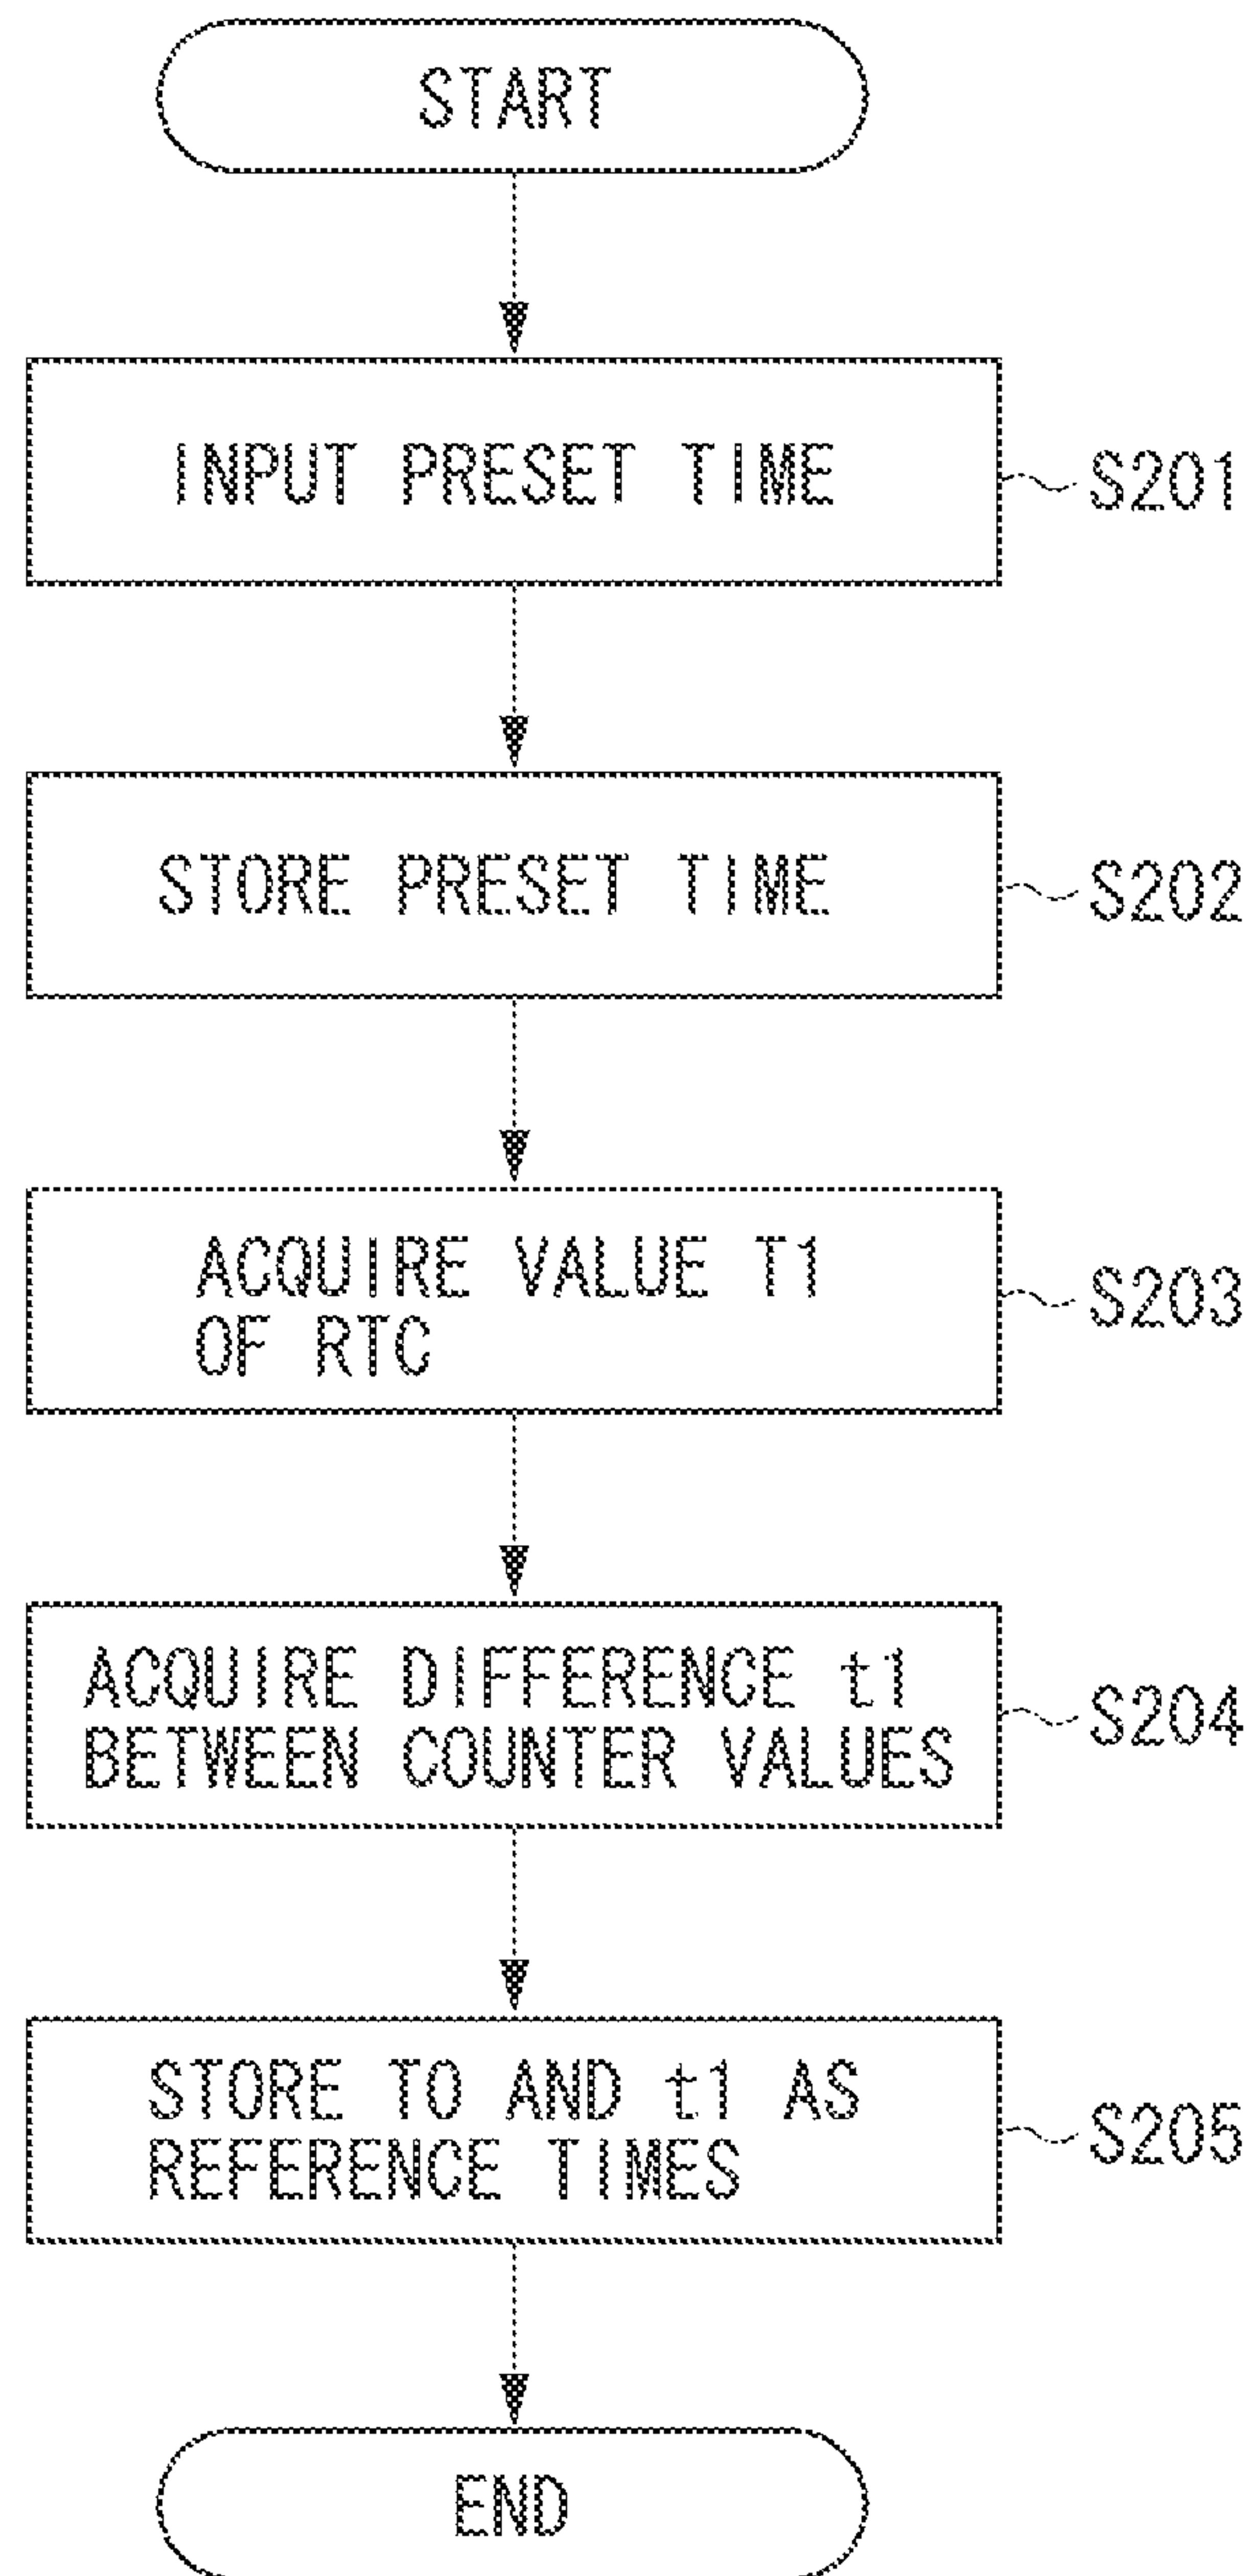 START
INPUT PRESET TIME
S201
STORE PRESET TIME
S202
ACQUIRE VALUE T1
OF RTC
S203
ACQUIRE DIFFERENCE t1
BETWEEN COUNTER VALUES
S204
STORE T0 AND t1 AS
REFERENCE TIMES
S205
END